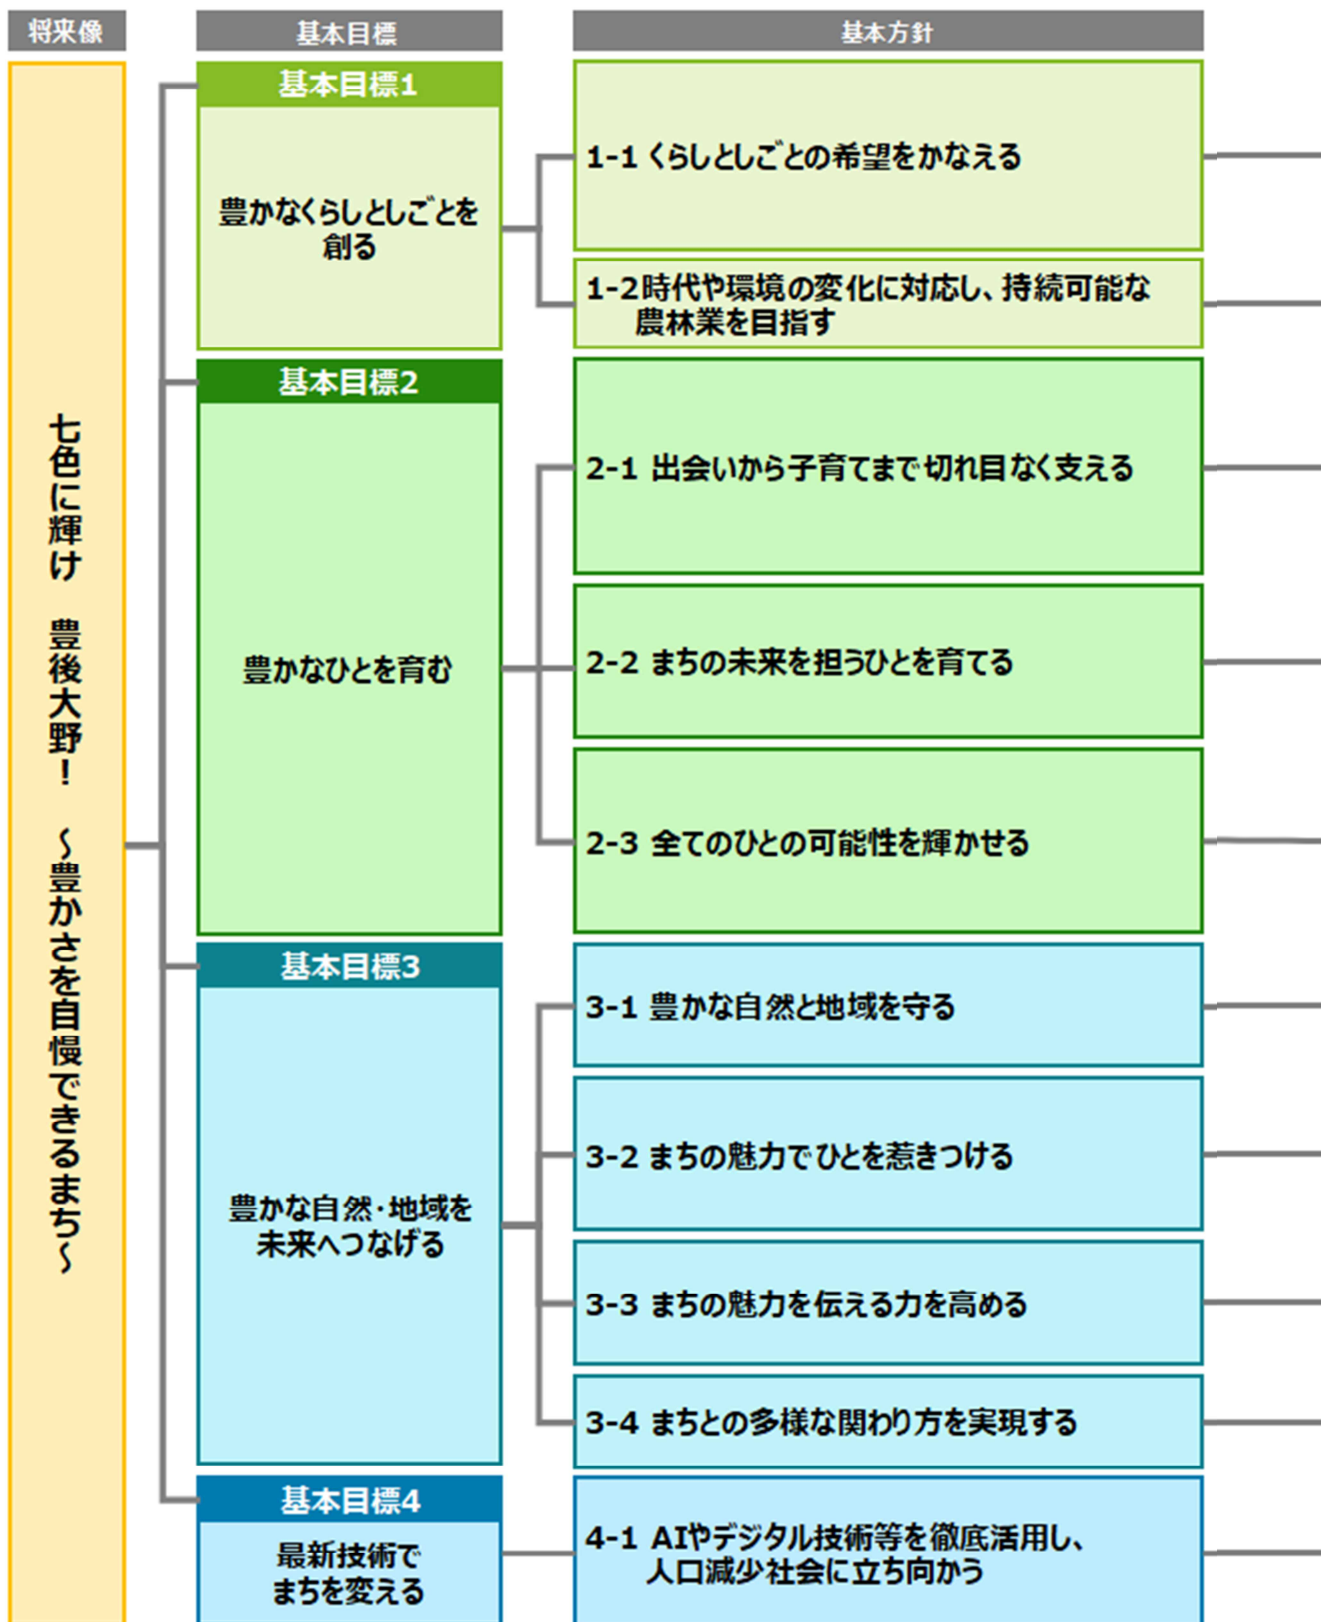 将来像
基本目標
基本方針
七色に輝け　豊後大野！　～豊かさを自慢できるまち～
基本目標1
豊かなくらしとしごとを
創る
1-1 くらしとしごとの希望をかなえる
1-2時代や環境の変化に対応し、持続可能な
農林業を目指す
基本目標2
豊かなひとを育む
2-1 出会いから子育てまで切れ目なく支える
2-2 まちの未来を担うひとを育てる
2-3 全てのひとの可能性を輝かせる
基本目標3
豊かな自然・地域を
未来へつなげる
3-1 豊かな自然と地域を守る
3-2 まちの魅力でひとを惹きつける
3-3 まちの魅力を伝える力を高める
3-4 まちとの多様な関わり方を実現する
基本目標4
最新技術で
まちを変える
4-1 AIやデジタル技術等を徹底活用し、
人口減少社会に立ち向かう